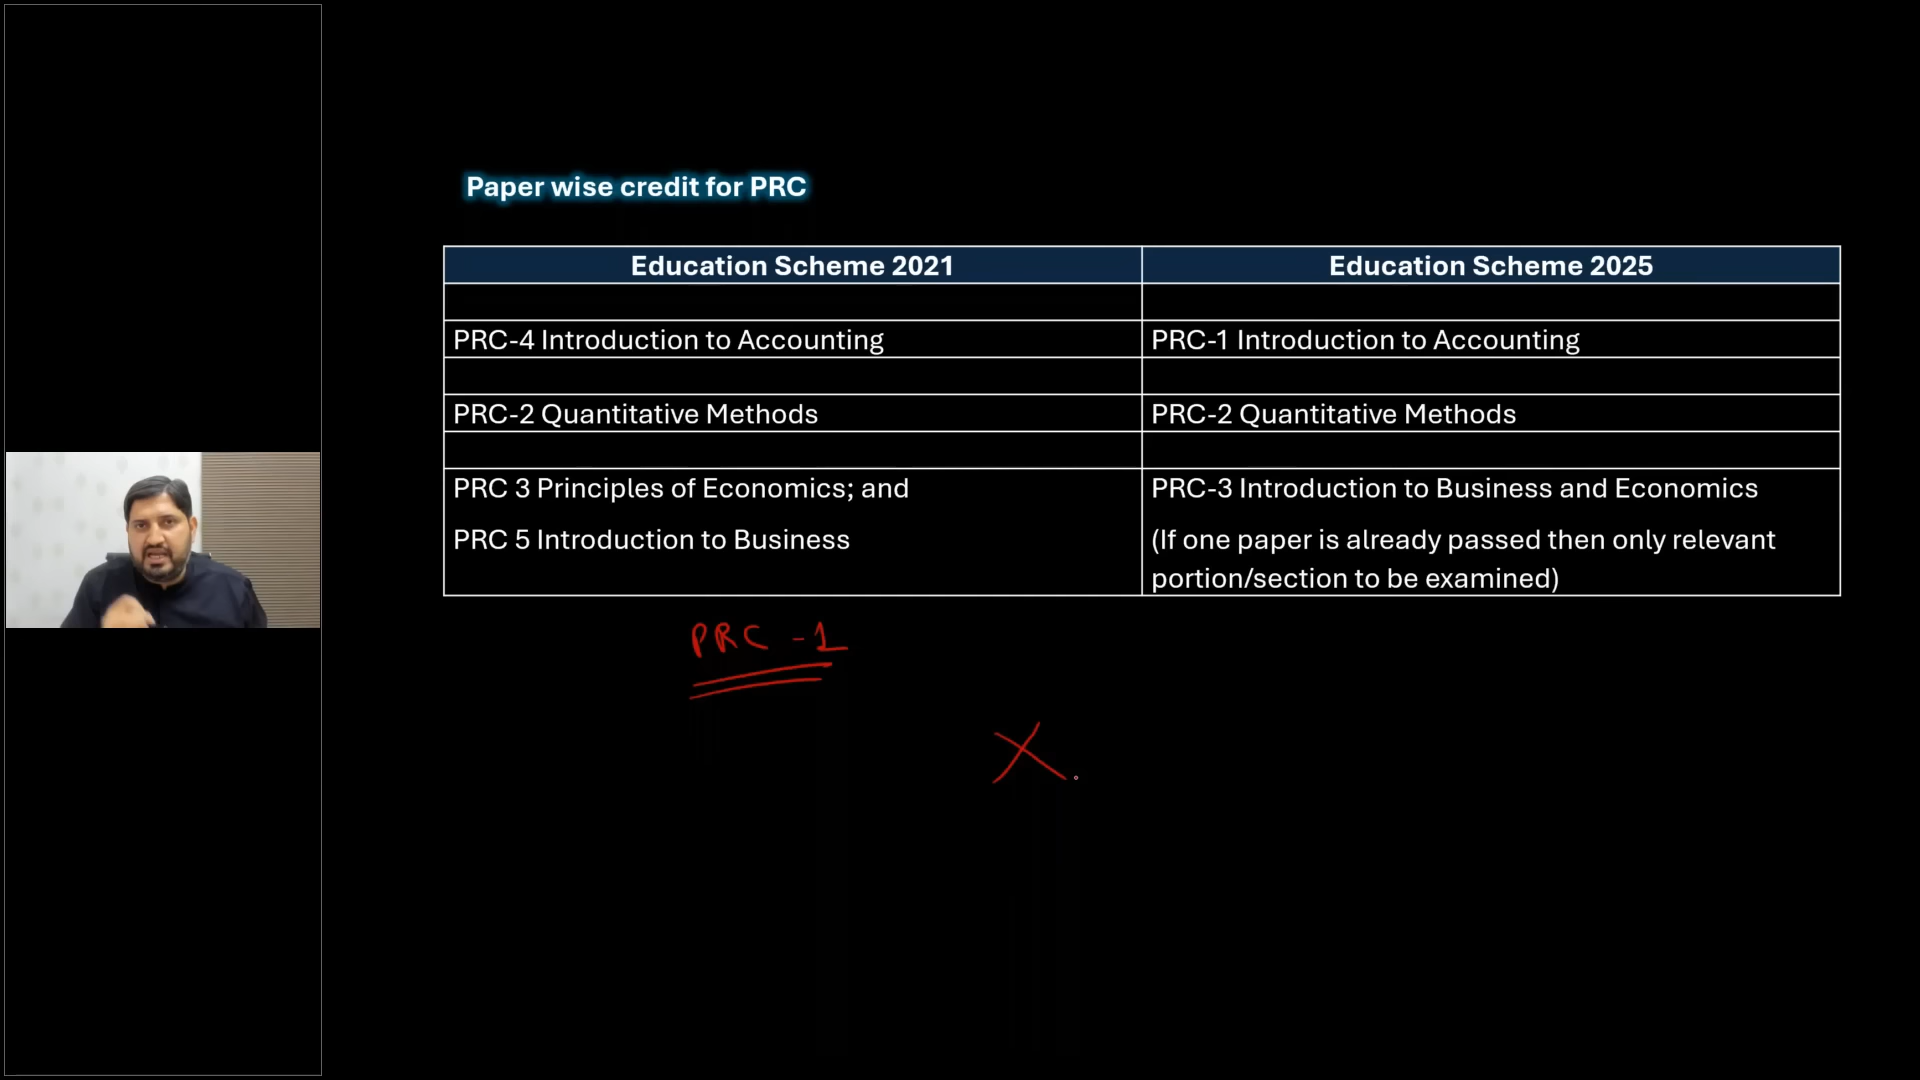 Paper wise credit for PRC
Education Scheme 2021
Education Scheme 2025
PRC-4 Introduction to Accounting
PRC-1 Introduction to Accounting
PRC-2 Quantitative Methods
PRC-2 Quantitative Methods
PRC 3 Principles of Economics; and
PRC 5 Introduction to Business
PRC-3 Introduction to Business and Economics
(If one paper is already passed then only relevant
portion/section to be examined)
PRC -1